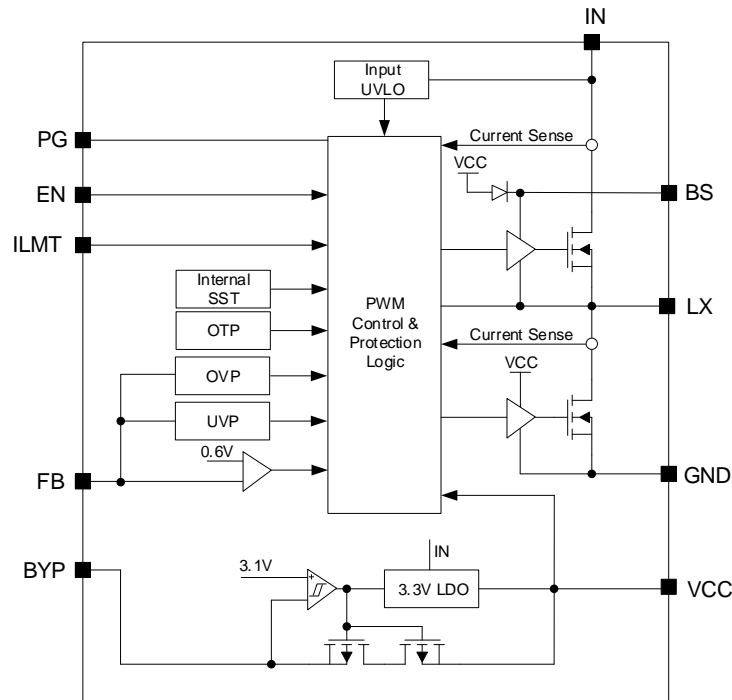 IN
Input
UVLO
PG
Current Sense
VCC
EN
BS
ILMT
Internal
SST
PWM
Control &
Protection
Logic
LX
OTP
Current Sense
OVP
VCC
UVP
0.6V
FB
GND
BYP
IN
3.1V
+
-
3.3V LDO
VCC